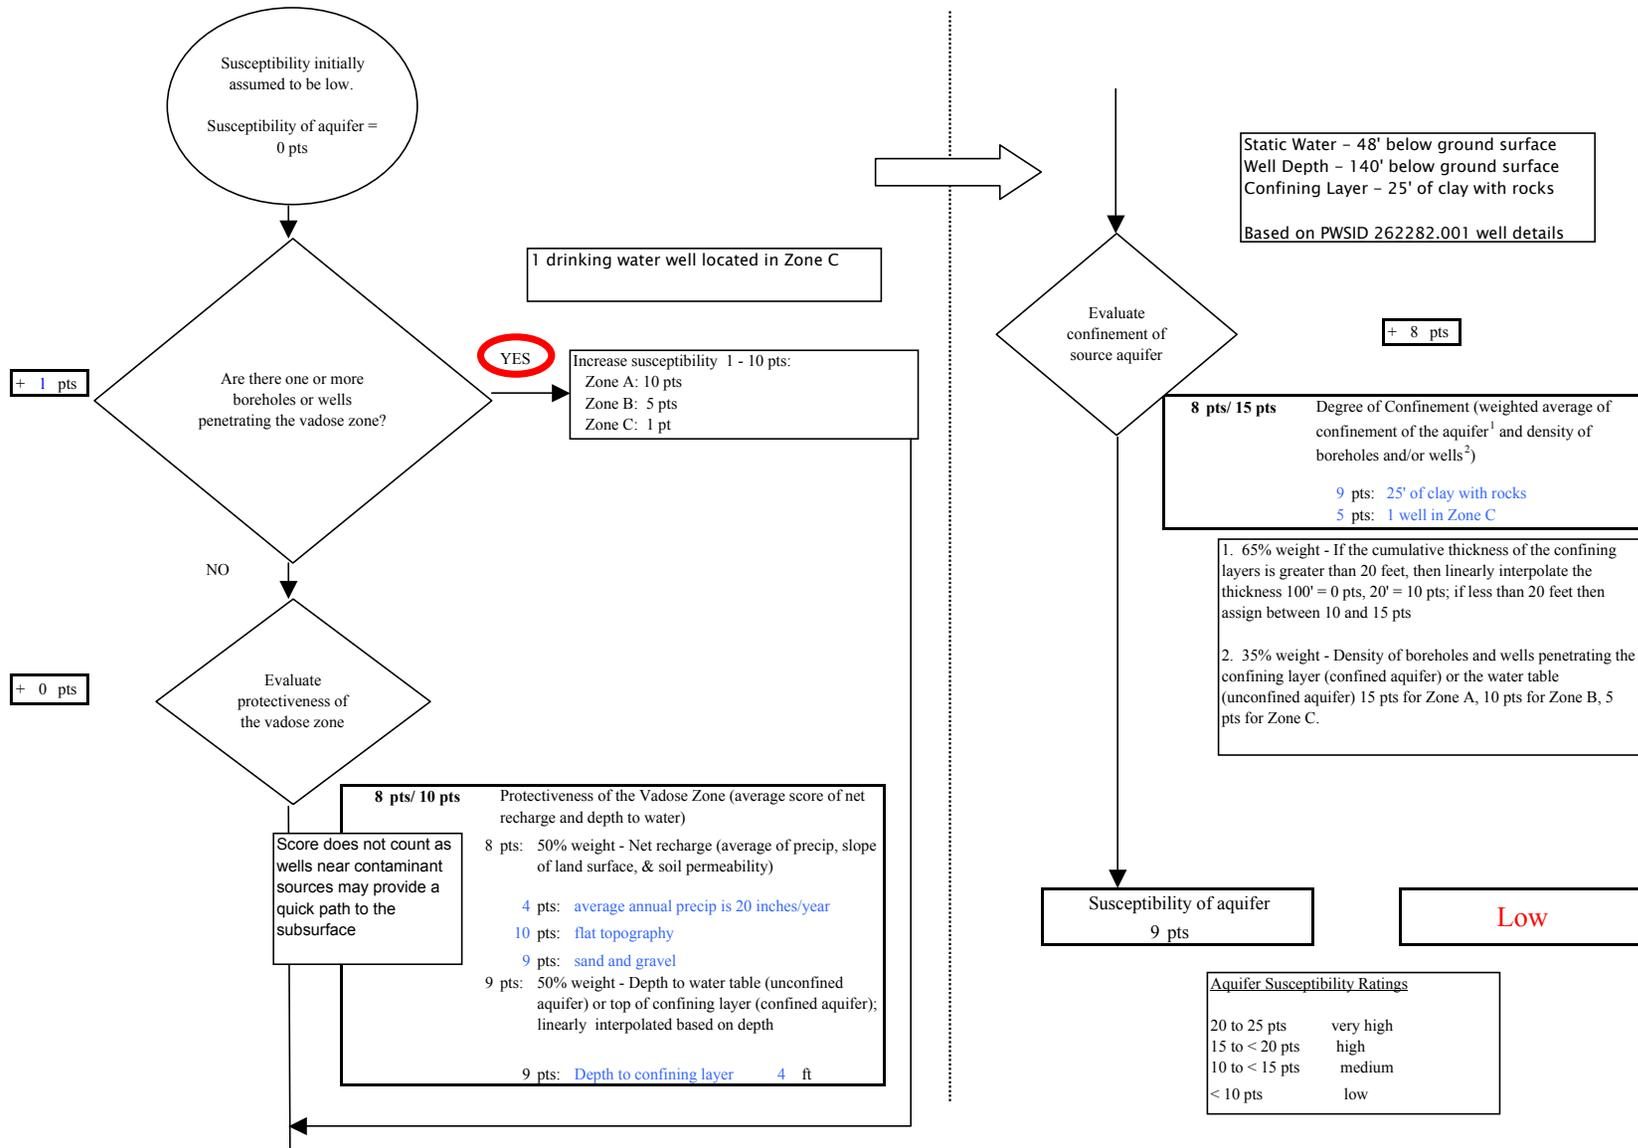 Susceptibility initially
assumed to be low.
Susceptibility of aquifer =
0 pts
1 drinking water well located in Zone C
YES
+ 1 pts
Are there one or more
boreholes or wells
penetrating the vadose zone?
Increase susceptibility 1 - 10 pts:
Zone A: 10 pts
Zone B: 5 pts
Zone C: 1 pt
NO
+ 0 pts
Evaluate
protectiveness of
the vadose zone
8 pts/ 10 pts Protectiveness of the Vadose Zone (average score of net
recharge and depth to water)
Score does not count as
wells near contaminant
sources may provide a
quick path to the
subsurface
8 pts: 50% weight - Net recharge (average of precip, slope
of land surface, & soil permeability)
4 pts: average annual precip is 20 inches/year
10 pts: flat topography
9 pts: sand and gravel
9 pts: 50% weight - Depth to water table (unconfined
aquifer) or top of confining layer (confined aquifer);
linearly interpolated based on depth
9 pts: Depth to confining layer 4 ft
Static Water - 48' below ground surface
Well Depth - 140' below ground surface
Confining Layer - 25' of clay with rocks
Based on PWSID 262282.001 well details
Evaluate
confinement of
source aquifer
+ 8 pts
8 pts/ 15 pts Degree of Confinement (weighted average of
confinement of the aquifer1 and density of
boreholes and/or wells2)
9 pts: 25' of clay with rocks
5 pts: 1 well in Zone C
1. 65% weight - If the cumulative thickness of the confining
layers is greater than 20 feet, then linearly interpolate the
thickness 100' = 0 pts, 20' = 10 pts; if less than 20 feet then
assign between 10 and 15 pts
2. 35% weight - Density of boreholes and wells penetrating the
confining layer (confined aquifer) or the water table
(unconfined aquifer) 15 pts for Zone A, 10 pts for Zone B, 5
pts for Zone C.
Susceptibility of aquifer
9 pts
Low
Aquifer Susceptibility Ratings
20 to 25 pts very high
15 to < 20 pts high
10 to < 15 pts medium
< 10 pts low